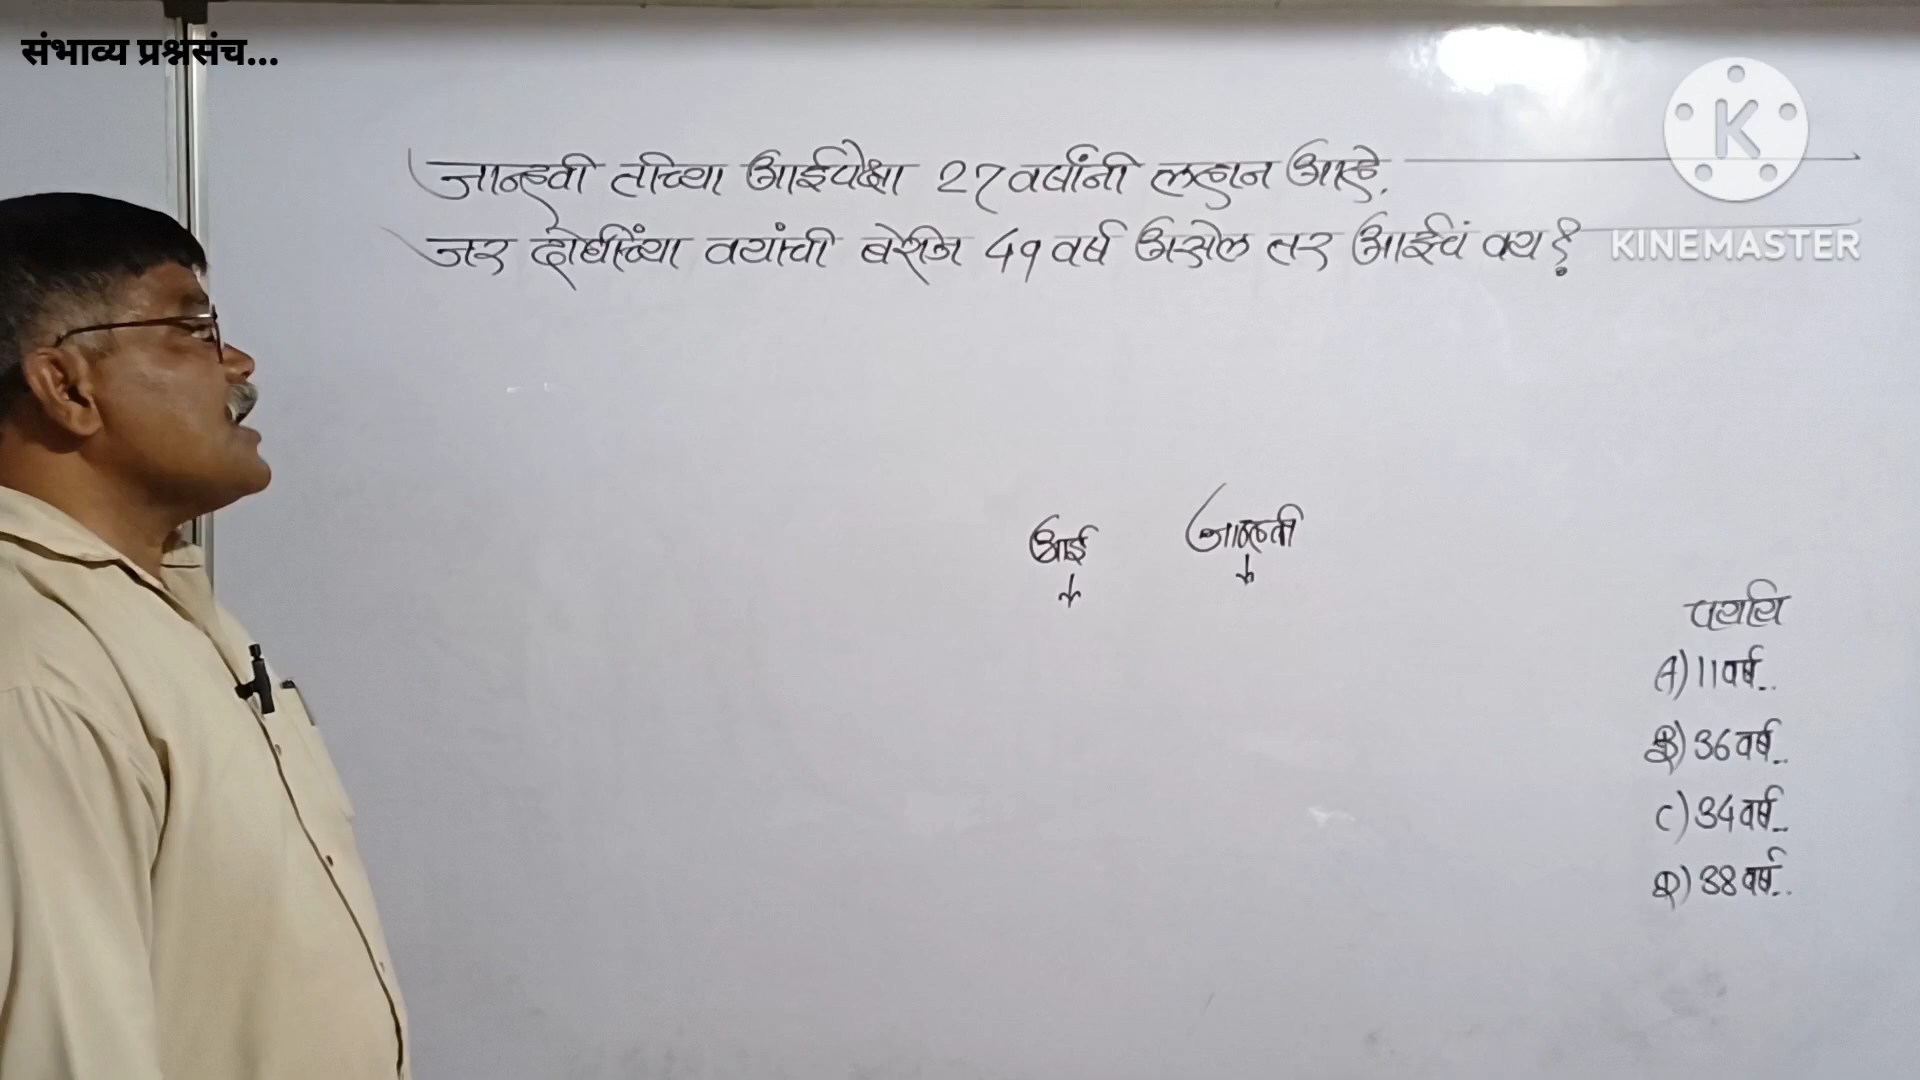 संभाव्य प्रश्नसंच...
जान्हवी तीच्या आईपेक्षा 27 वर्षांनी लहान आहे.
जर दोघींच्या वयांची बेरीज 49 वर्ष असेल तर आईचं वय ?
KINEMASTER
आई जान्हवी
पर्याय
A) 11 वर्ष..
B) 36 वर्ष..
C) 34 वर्ष..
D) 38 वर्ष..